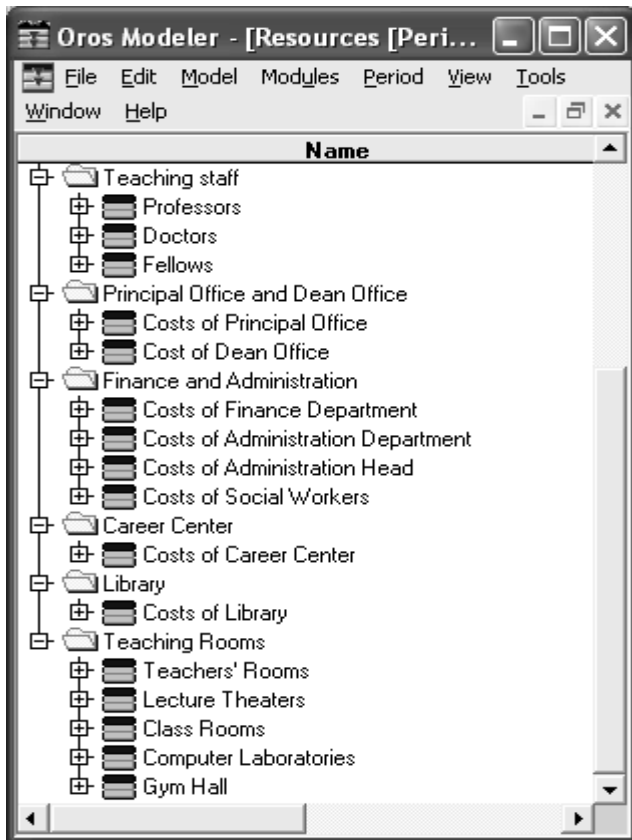 Oros Modeler - [Resources [Peri...
File Edit Model Modules Period View Tools
Window Help
Name
Teaching staff
Professors
Doctors
Fellows
Principal Office and Dean Office
Costs of Principal Office
Cost of Dean Office
Finance and Administration
Costs of Finance Department
Costs of Administration Department
Costs of Administration Head
Costs of Social Workers
Career Center
Costs of Career Center
Library
Costs of Library
Teaching Rooms
Teachers' Rooms
Lecture Theaters
Class Rooms
Computer Laboratories
Gym Hall